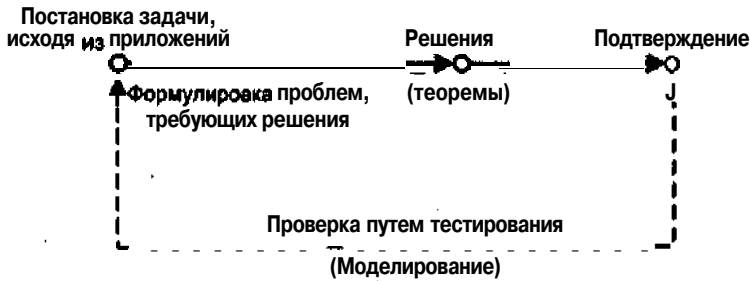 Постановка задачи,
исходя из приложений
Решения
Подтверждение
Формулировка проблем,
требующих решения
(теоремы)
Проверка путем тестирования
(Моделирование)